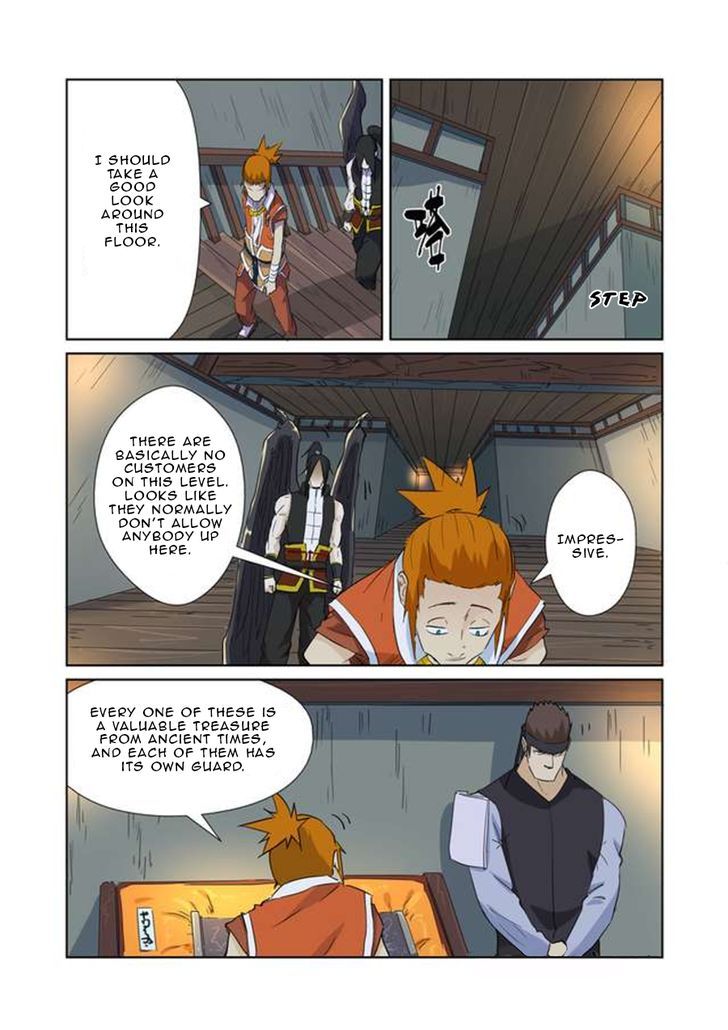 I SHOULD
TAKE A
GOOD
LOOK
AROUND
THIS
FLOOR.
塔
STEP
THERE ARE
BASICALLY NO
CUSTOMERS
ON THIS LEVEL.
LOOKS LIKE
THEY NORMALLY
DON'T ALLOW
ANYBODY UP
HERE.
IMPRES-
SIVE.
EVERY ONE OF THESE IS
A VALUABLE TREASURE
FROM ANCIENT TIMES,
AND EACH OF THEM HAS
ITS OWN GUARD.